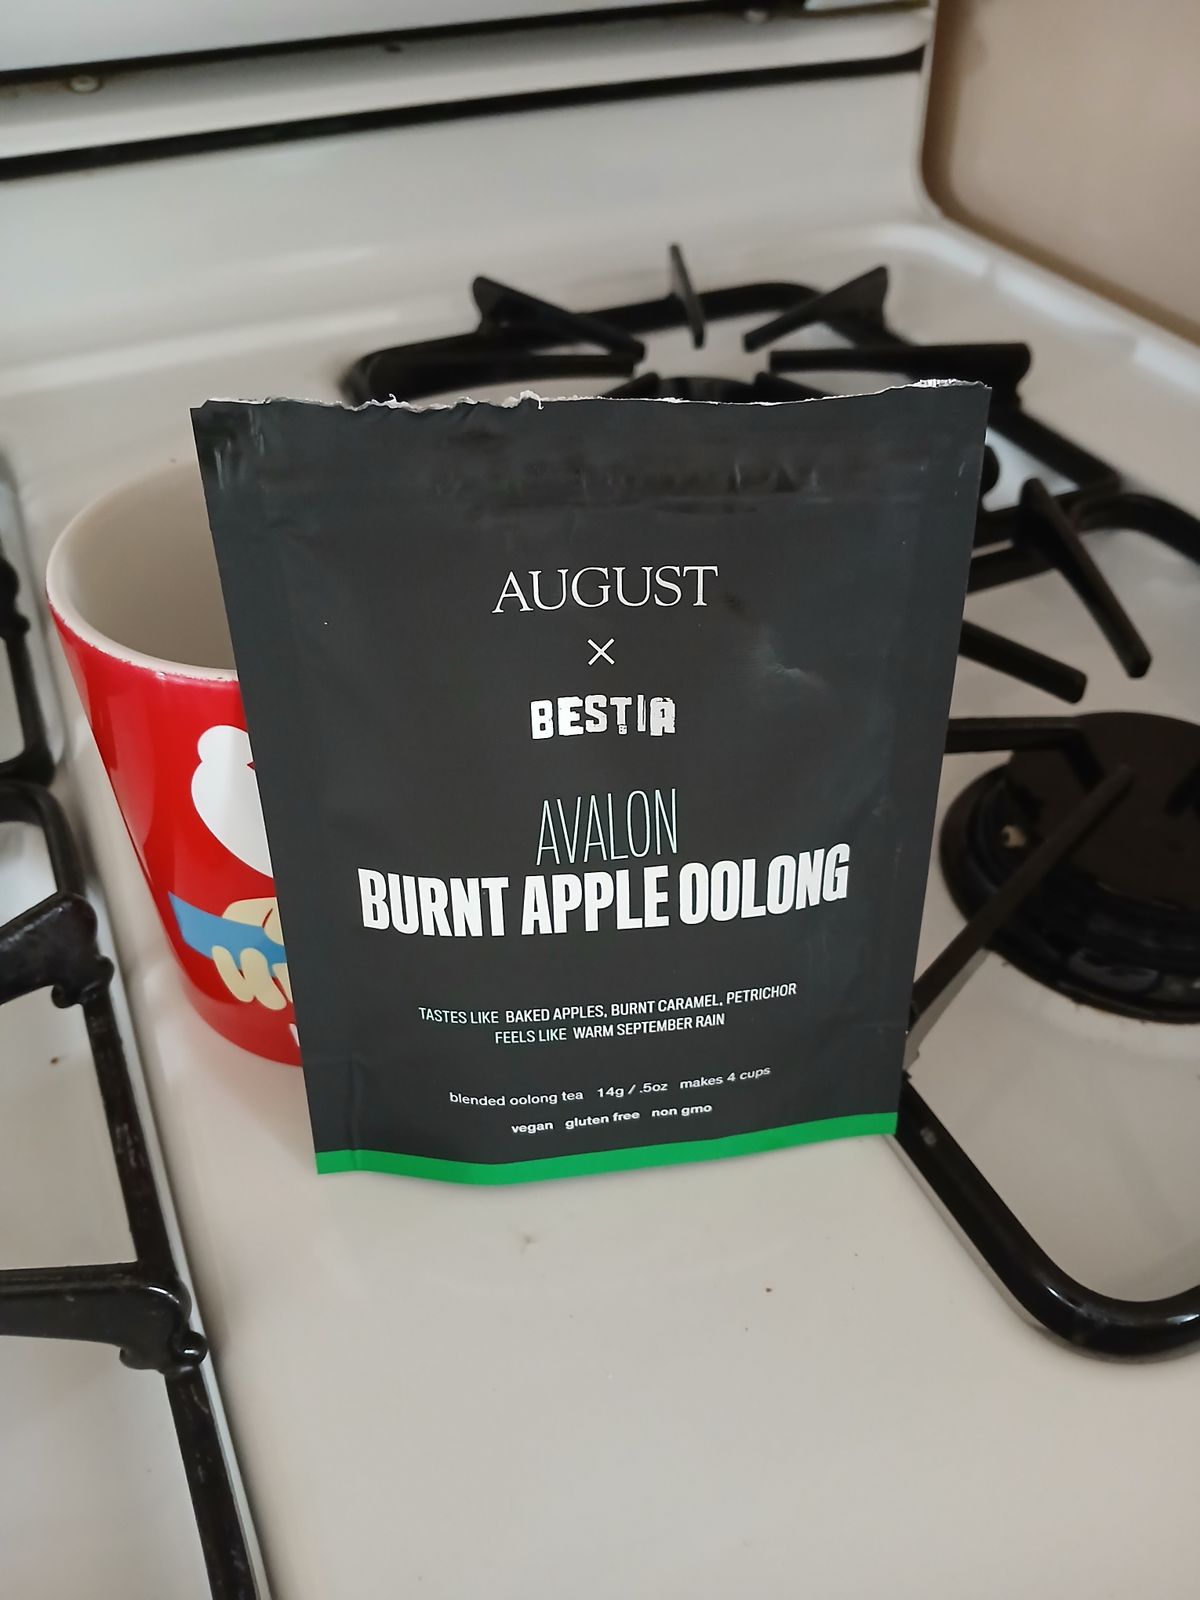 AUGUST
×
BESTIA
AVALON
BURNT APPLE OOLONG
TASTES LIKE BAKED APPLES, BURNT CARAMEL, PETRICHOR
FEELS LIKE WARM SEPTEMBER RAIN
blended oolong tea 14g / .5oz makes 4 cups
vegan gluten free non gmo